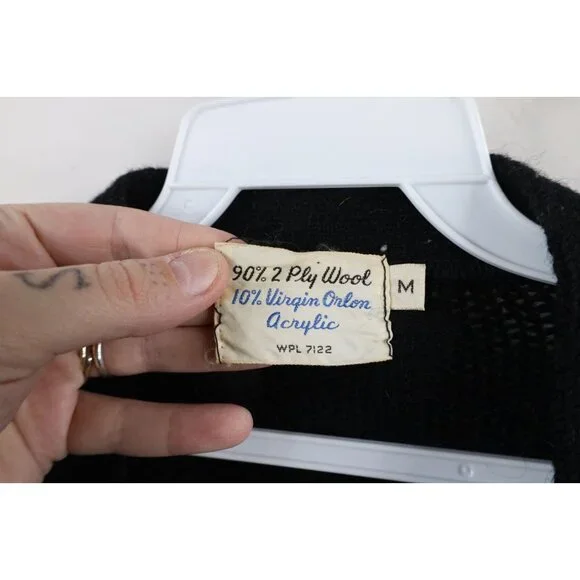 90% 2 Ply Wool
10% Virgin Orlon
Acrylic
WPL 7122
M